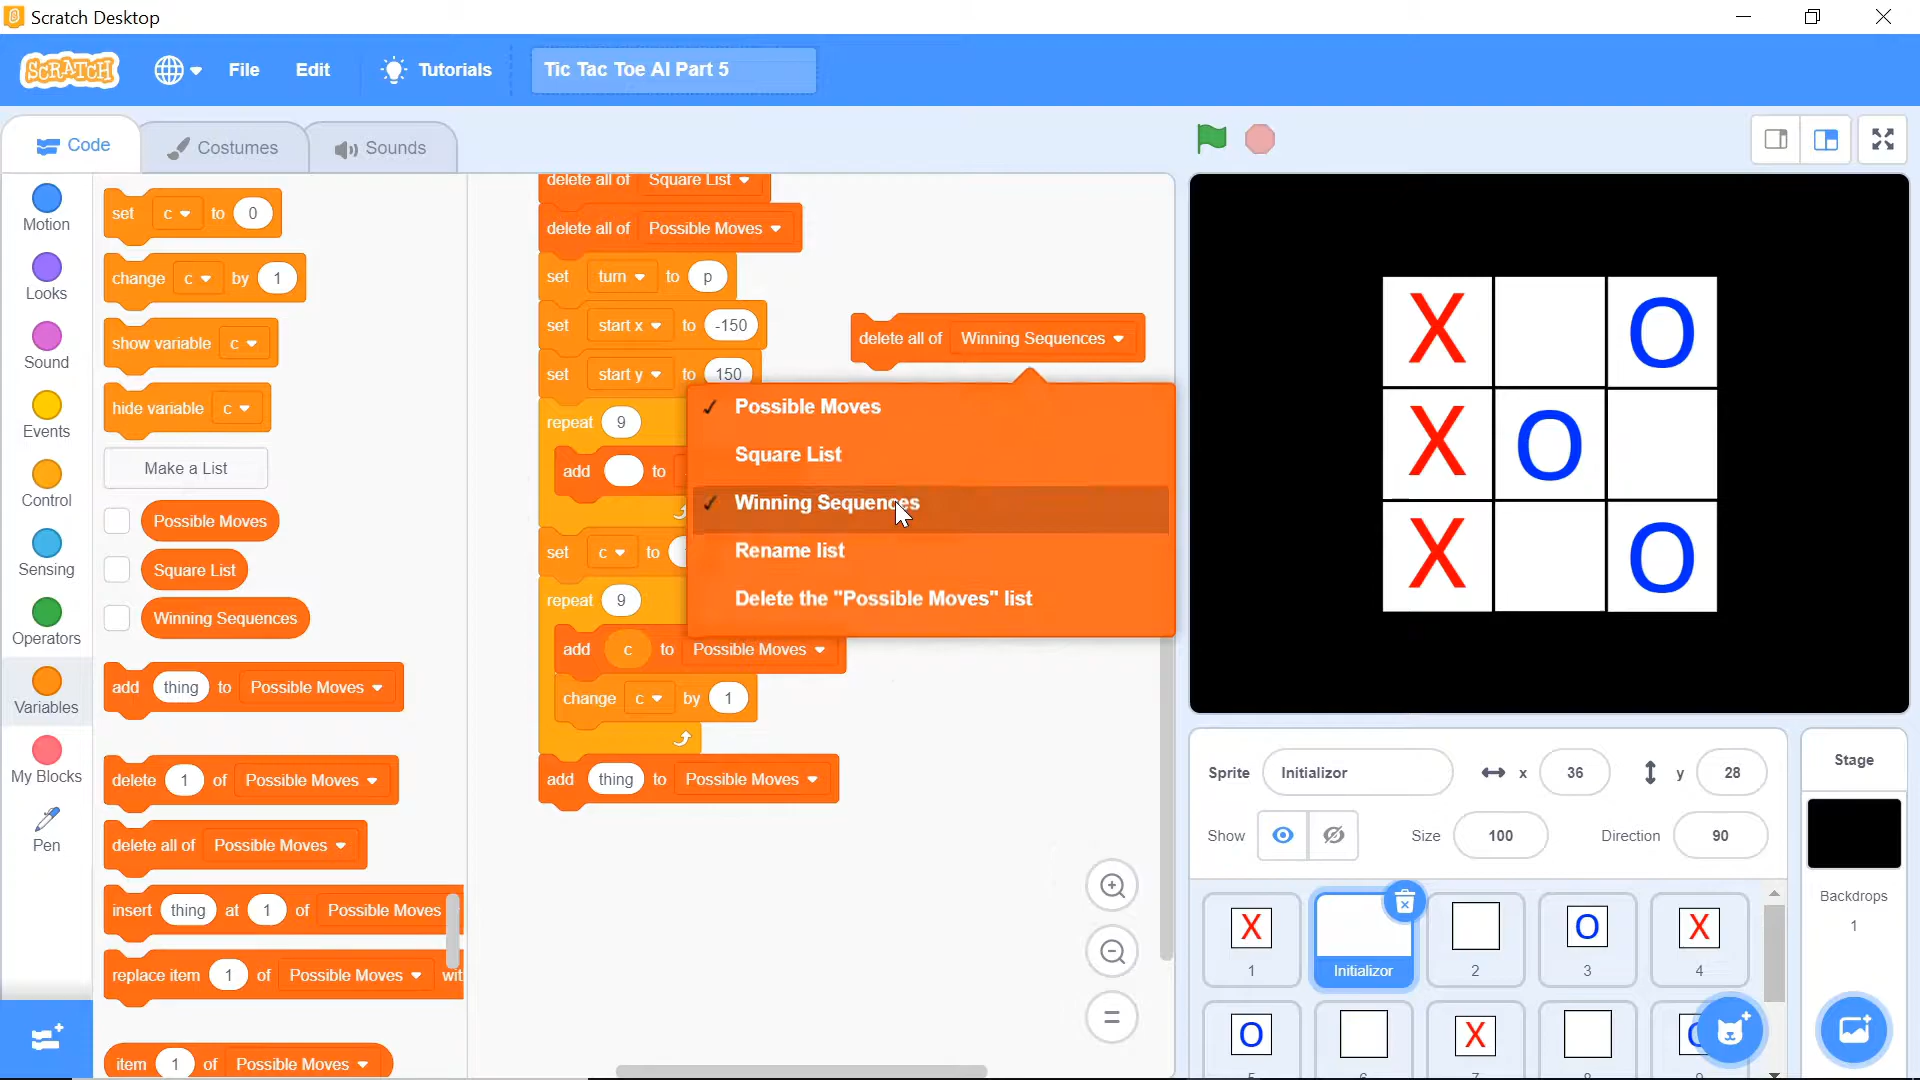 Scratch Desktop
SCRATCH
File
Edit
Tutorials
Tic Tac Toe AI Part 5
Code
Costumes
Sounds
Motion
Looks
Sound
Events
Control
Sensing
Operators
Variables
My Blocks
Pen
set c to 0
change c by 1
show variable c
hide variable c
Make a List
Possible Moves
Square List
Winning Sequences
add thing to Possible Moves
delete 1 of Possible Moves
delete all of Possible Moves
insert thing at 1 of Possible Moves
replace item 1 of Possible Moves wit
item 1 of Possible Moves
delete all of Square List
delete all of Possible Moves
set turn to p
set start x to -150
set start y to 150
repeat 9
add to
set c to
repeat 9
add c to Possible Moves
change c by 1
add thing to Possible Moves
delete all of Winning Sequences
Possible Moves
Square List
Winning Sequences
Rename list
Delete the "Possible Moves" list
X O
X O
X O
Sprite Initializor x 36 y 28
Show Size 100 Direction 90
X
1
Initializor
2
O
3
X
4
O
X
Stage
Backdrops
1